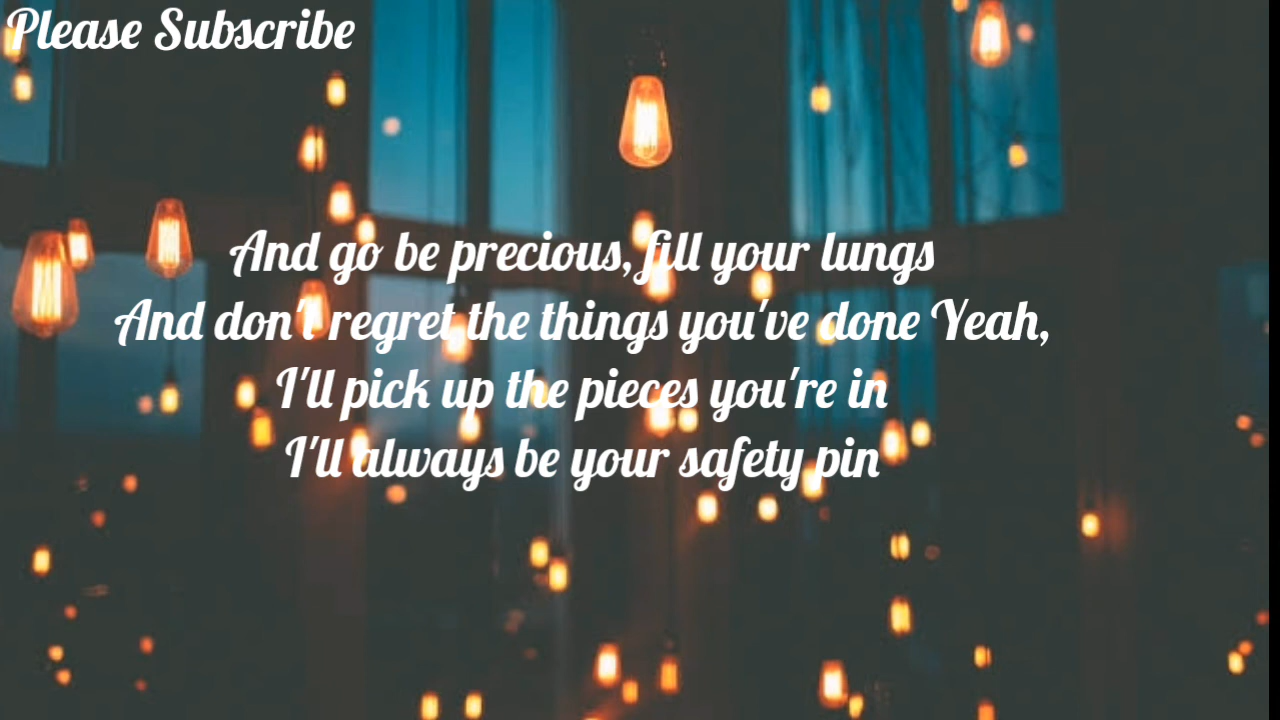 Please Subscribe
And go be precious, fill your lungs
And don't regret the things you've done Yeah,
I'll pick up the pieces you're in
I'll always be your safety pin